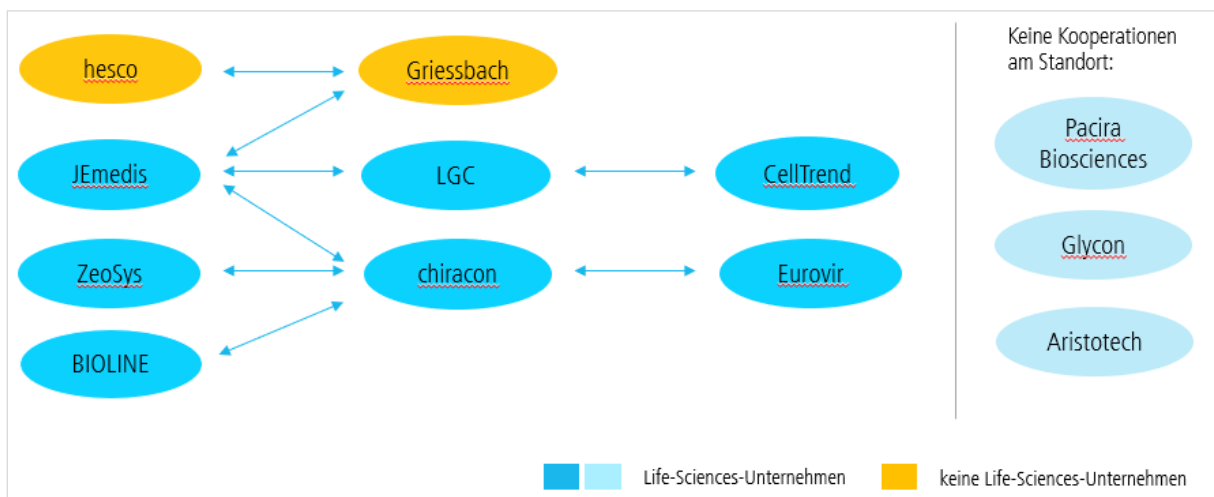 hesco
Griessbach
JEmedis
LGC
CellTrend
ZeoSys
chiracon
Eurovir
BIOLINE
Keine Kooperationen
am Standort:
Pacira
Biosciences
Glycon
Aristotech
Life-Sciences-Unternehmen
keine Life-Sciences-Unternehmen